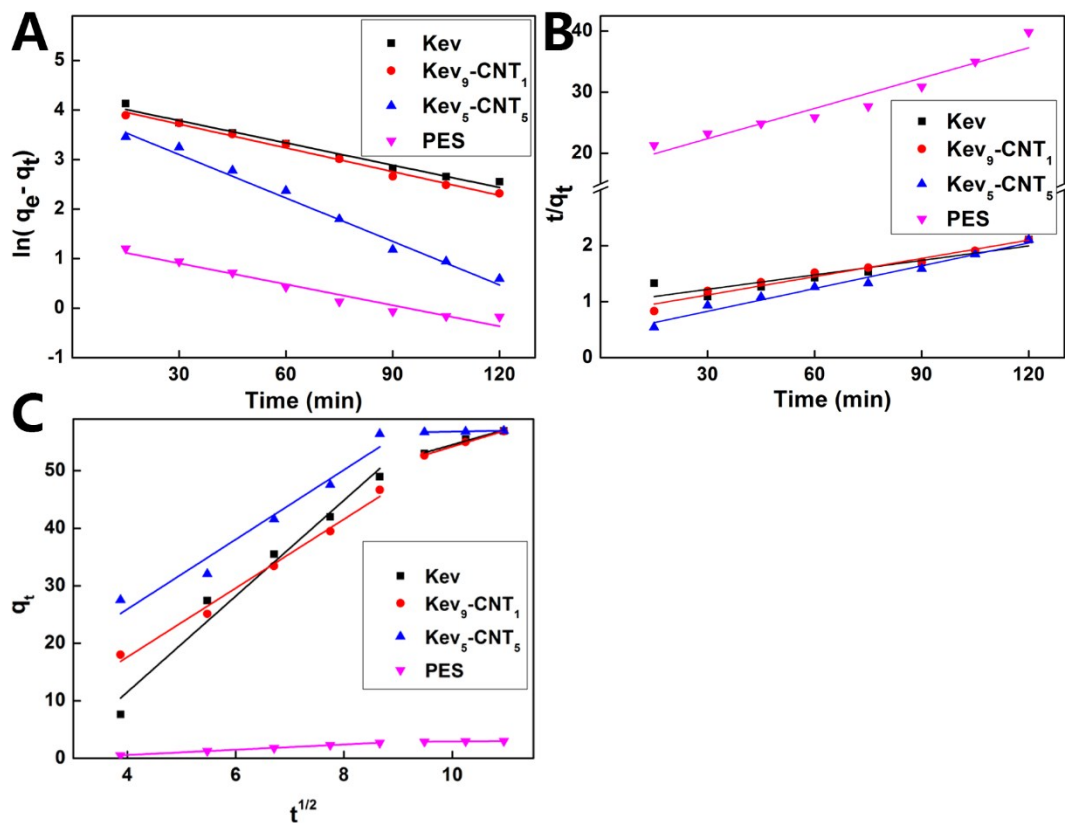 A
ln( qe- qt)
5
4
3
2
1
0
-1
Kev
Kev9-CNT1
Kev5-CNT5
PES
30
60
90
120
Time (min)
B
t/qt
40
30
20
2
1
0
Kev
Kev9-CNT1
Kev5-CNT5
PES
30
60
90
120
Time (min)
C
qt
50
40
30
20
10
0
Kev
Kev9-CNT1
Kev5-CNT5
PES
4
6
8
10
t1/2